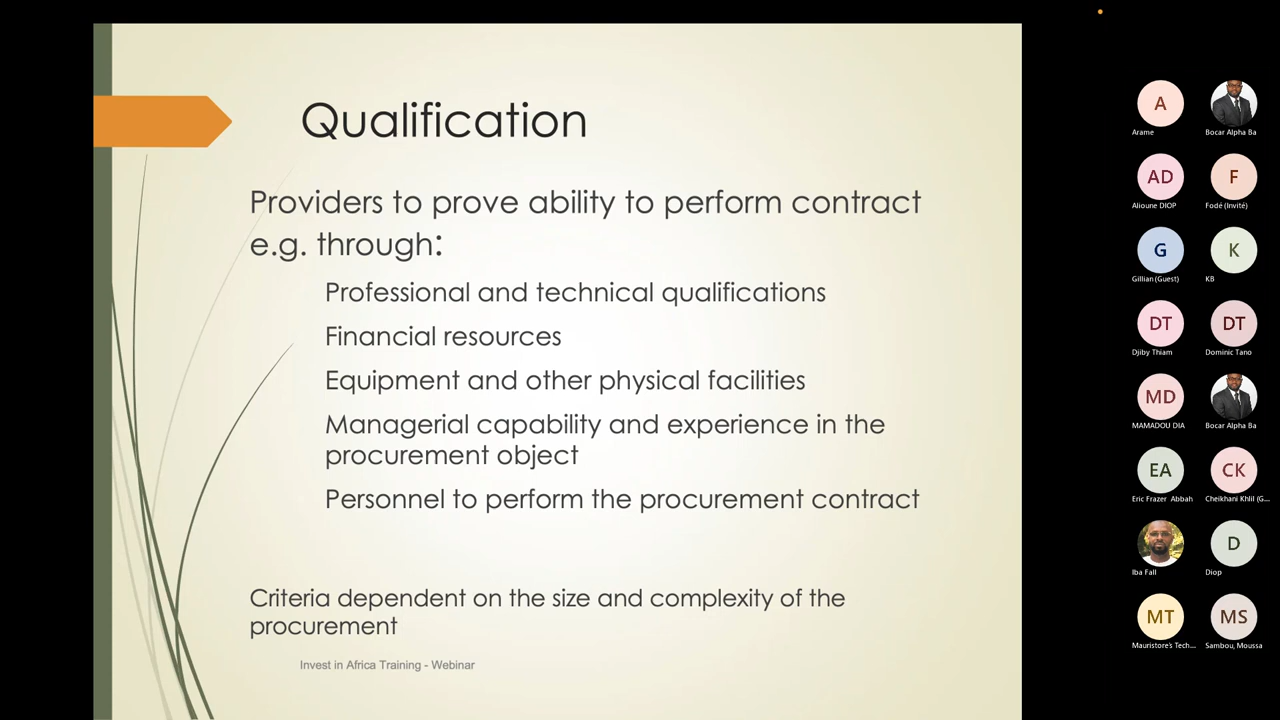 Qualification
Providers to prove ability to perform contract
e.g. through:
Professional and technical qualifications
Financial resources
Equipment and other physical facilities
Managerial capability and experience in the
procurement object
Personnel to perform the procurement contract
Criteria dependent on the size and complexity of the
procurement
Invest in Africa Training - Webinar
A
Arame
Bocar Alpha Ba
AD
Alioune DIOP
F
Fodé (Invité)
G
Gillian (Guest)
K
KB
DT
Djiby Thiam
DT
Dominic Tano
MD
MAMADOU DIA
Bocar Alpha Ba
EA
Eric Frazer Abbah
CK
Cheikhani Khlil (G...
Iba Fall
D
Diop
MT
Mauristore's Tech...
MS
Sambou, Moussa